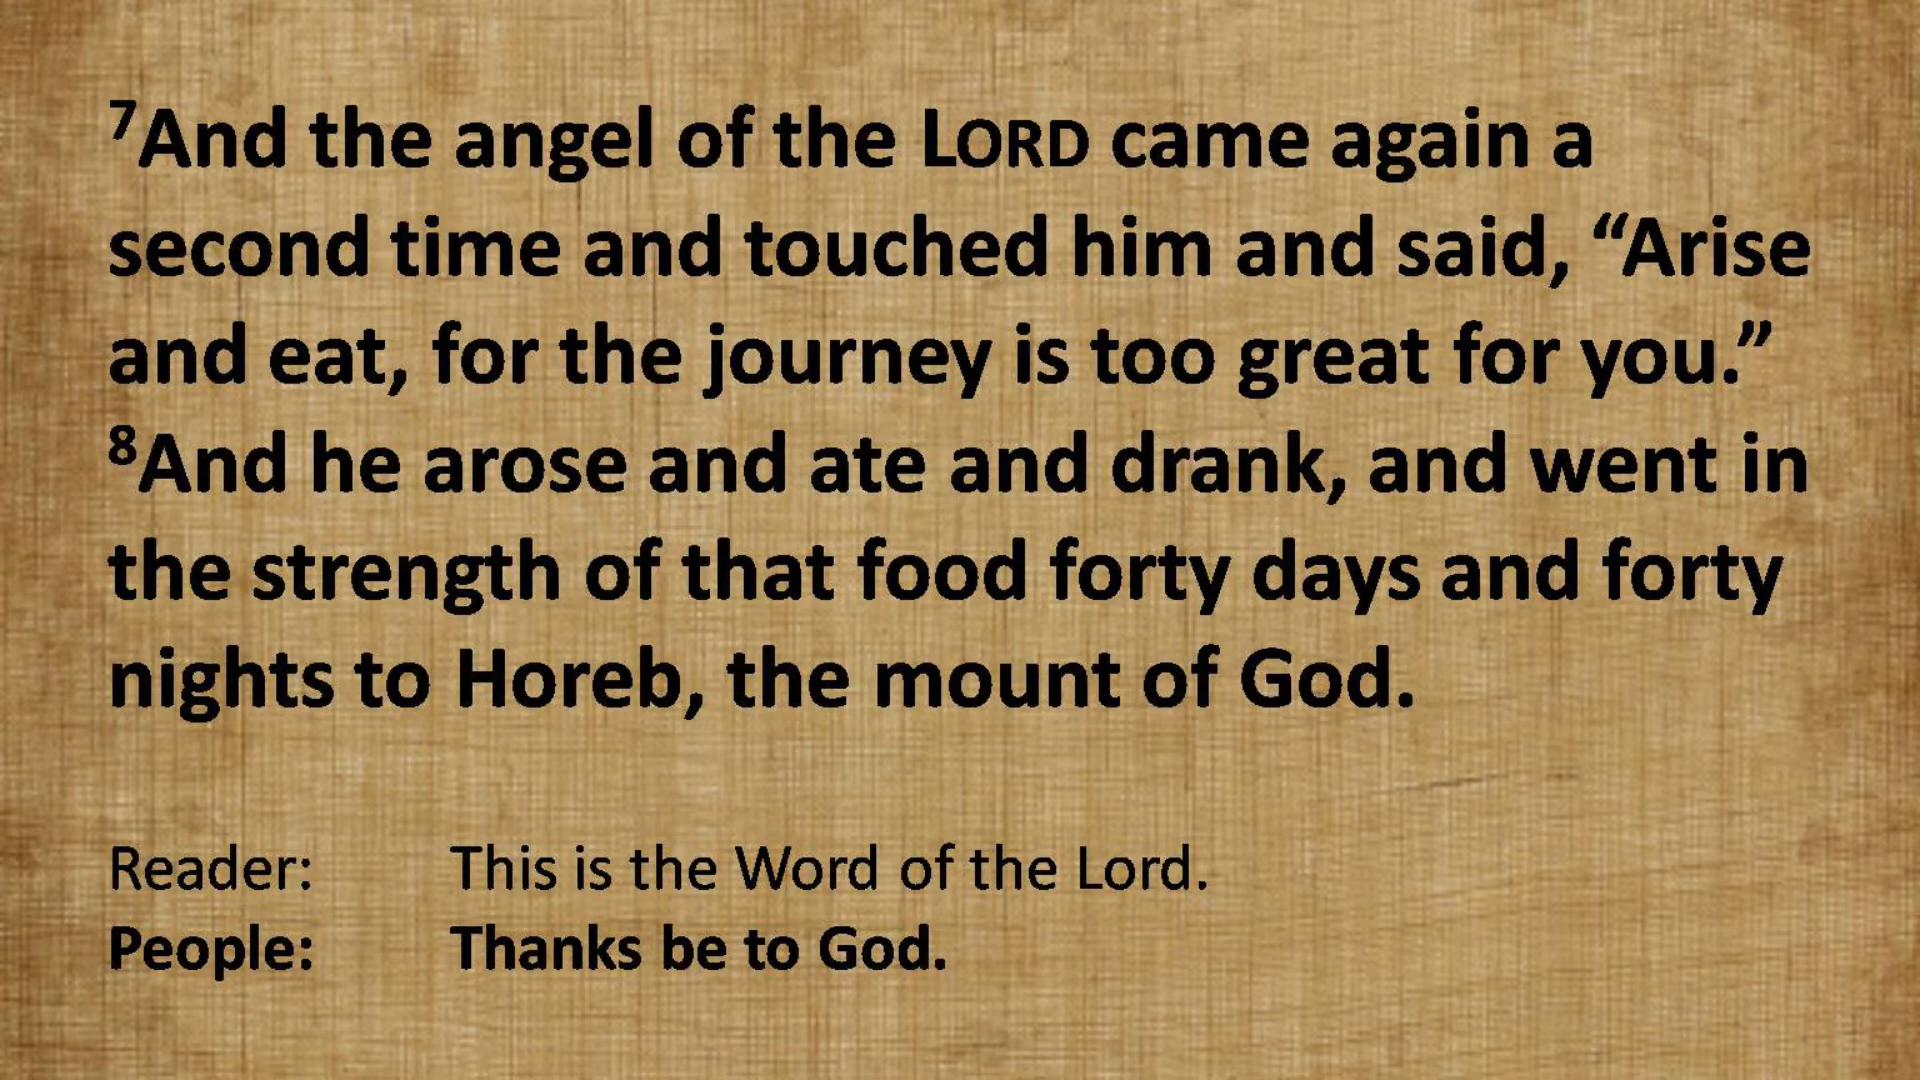 ⁷And the angel of the LORD came again a
second time and touched him and said, “Arise
and eat, for the journey is too great for you.”
⁸And he arose and ate and drank, and went in
the strength of that food forty days and forty
nights to Horeb, the mount of God.
Reader: This is the Word of the Lord.
People: Thanks be to God.